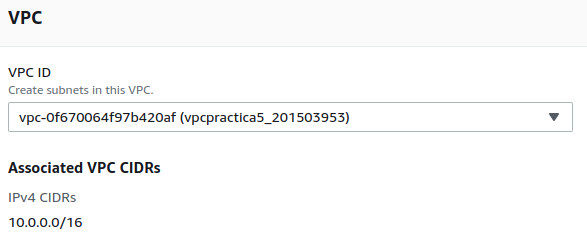 VPC
VPC ID
Create subnets in this VPC.
vpc-0f670064f97b420af (vpcpractica5_201503953)
Associated VPC CIDRs
IPv4 CIDRs
10.0.0.0/16